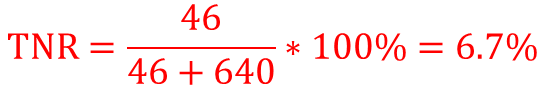 TNR = 46 / (46 + 640) * 100% = 6.7%